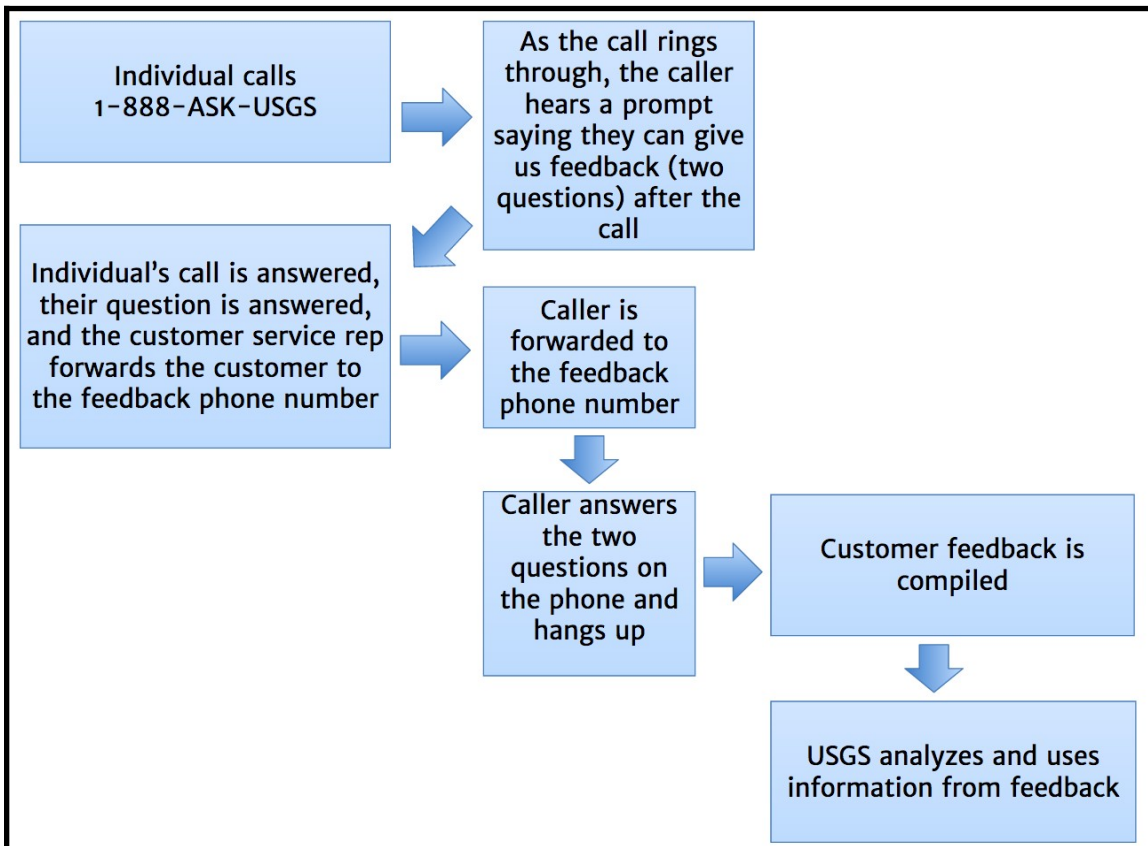 Individual calls
1-888-ASK-USGS
As the call rings
through, the caller
hears a prompt
saying they can give
us feedback (two
questions) after the
call
Individual’s call is answered,
their question is answered,
and the customer service rep
forwards the customer to
the feedback phone number
Caller is
forwarded to
the feedback
phone number
Caller answers
the two
questions on
the phone and
hangs up
Customer feedback is
compiled
USGS analyzes and uses
information from feedback